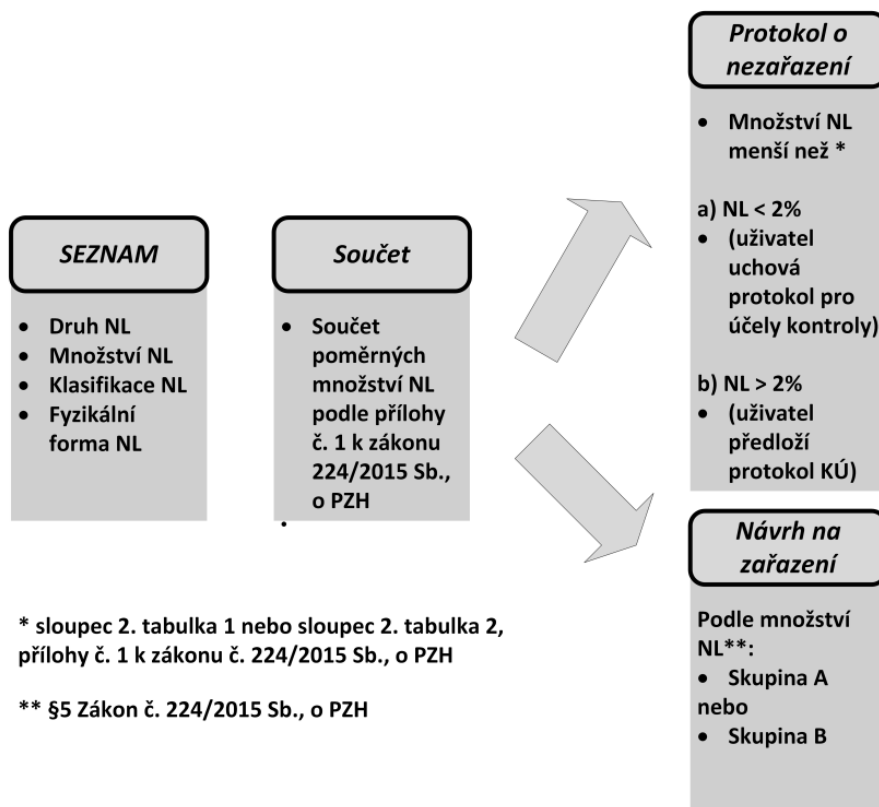 SEZNAM
• Druh NL
• Množství NL
• Klasifikace NL
• Fyzikální
forma NL
Součet
• Součet
poměrných
množství NL
podle přílohy
č. 1 k zákonu
224/2015 Sb.,
o PZH
•
Protokol o
nezařazení
• Množství NL
menší než *
a) NL < 2%
• (uživatel
uchová
protokol pro
účely kontroly)
b) NL > 2%
• (uživatel
předloží
protokol KÚ)
Návrh na
zařazení
Podle množství
NL**:
• Skupina A
nebo
• Skupina B
* sloupec 2. tabulka 1 nebo sloupec 2. tabulka 2,
přílohy č. 1 k zákonu č. 224/2015 Sb., o PZH
** §5 Zákon č. 224/2015 Sb., o PZH